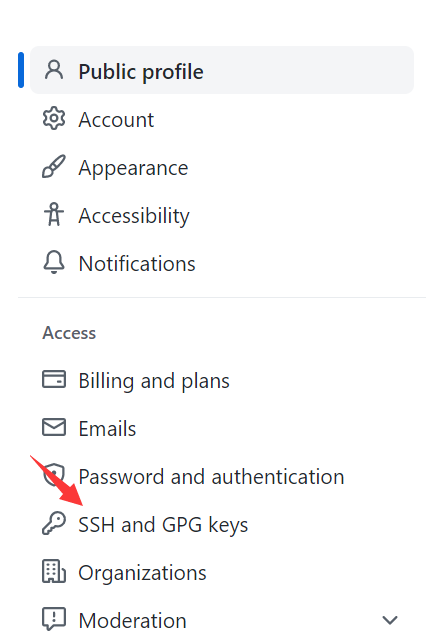 Public profile
Account
Appearance
Accessibility
Notifications
Access
Billing and plans
Emails
Password and authentication
SSH and GPG keys
Organizations
Moderation